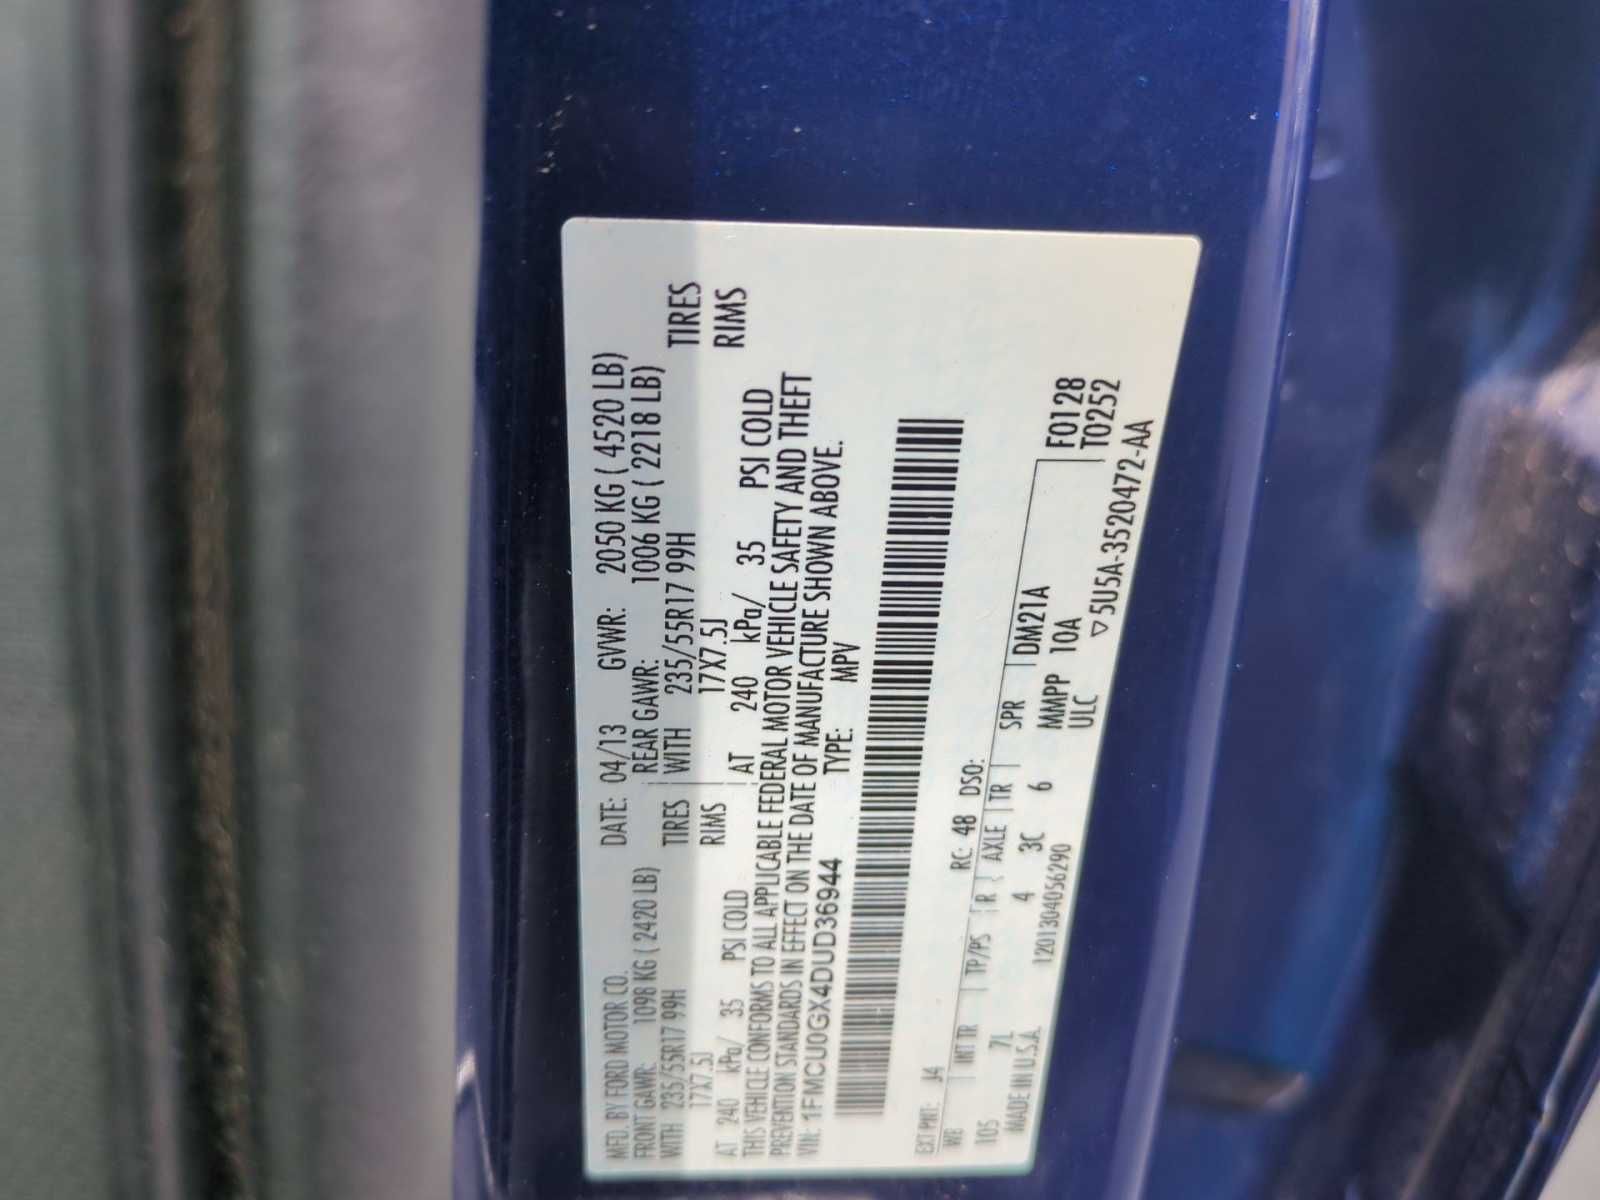 MFD. BY FORD MOTOR CO. DATE: 04/13 GVWR: 2050 KG ( 4520 LB)
FRONT GAWR: 1098 KG ( 2420 LB) REAR GAWR: 1006 KG ( 2218 LB)
WITH 235/55R17 99H TIRES WITH 235/55R17 99H TIRES
17X7.5J RIMS 17X7.5J RIMS
AT 240 kPa/ 35 PSI COLD AT 240 kPa/ 35 PSI COLD
THIS VEHICLE CONFORMS TO ALL APPLICABLE FEDERAL MOTOR VEHICLE SAFETY AND THEFT
PREVENTION STANDARDS IN EFFECT ON THE DATE OF MANUFACTURE SHOWN ABOVE.
VIN: 1FMCU0GX4DUD36944 TYPE: MPV
EXT PNT: J4 RC: 48 DSO: F0128
WB INT TR TP/PS R AXLE TR SPR DM21A T0252
105 7L 4 3C 6 MMPP 10A
MADE IN U.S.A. 1201304056290 ULC ▽5U5A-3520472-AA